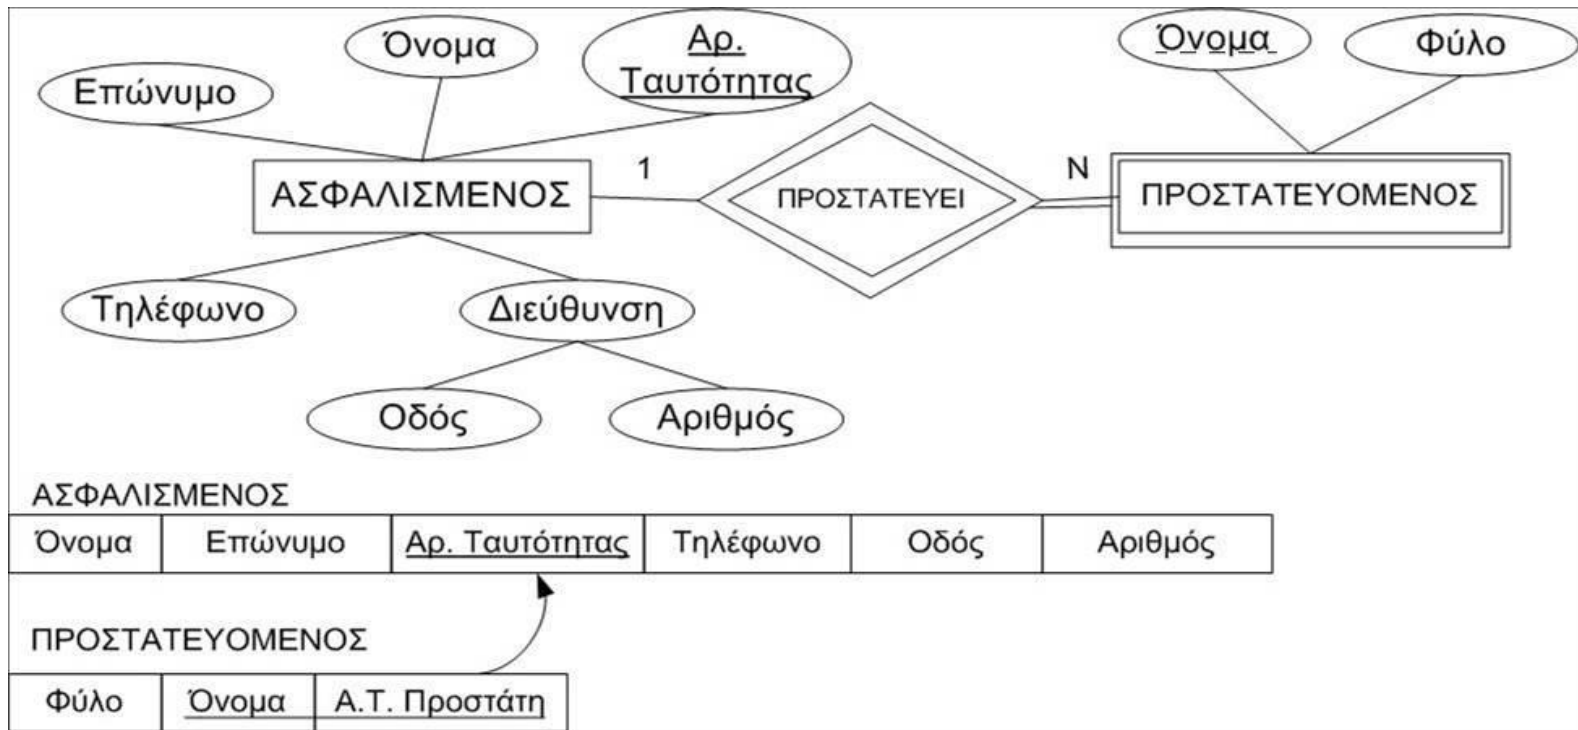 Όνομα
Αρ.
Ταυτότητας
Επώνυμο
Όνομα
Φύλο
ΑΣΦΑΛΙΣΜΕΝΟΣ
1
ΠΡΟΣΤΑΤΕΥΕΙ
N
ΠΡΟΣΤΑΤΕΥΟΜΕΝΟΣ
Τηλέφωνο
Διεύθυνση
Οδός
Αριθμός
ΑΣΦΑΛΙΣΜΕΝΟΣ
Όνομα Επώνυμο Αρ. Ταυτότητας Τηλέφωνο Οδός Αριθμός
ΠΡΟΣΤΑΤΕΥΟΜΕΝΟΣ
Φύλο Όνομα Α.Τ. Προστάτη